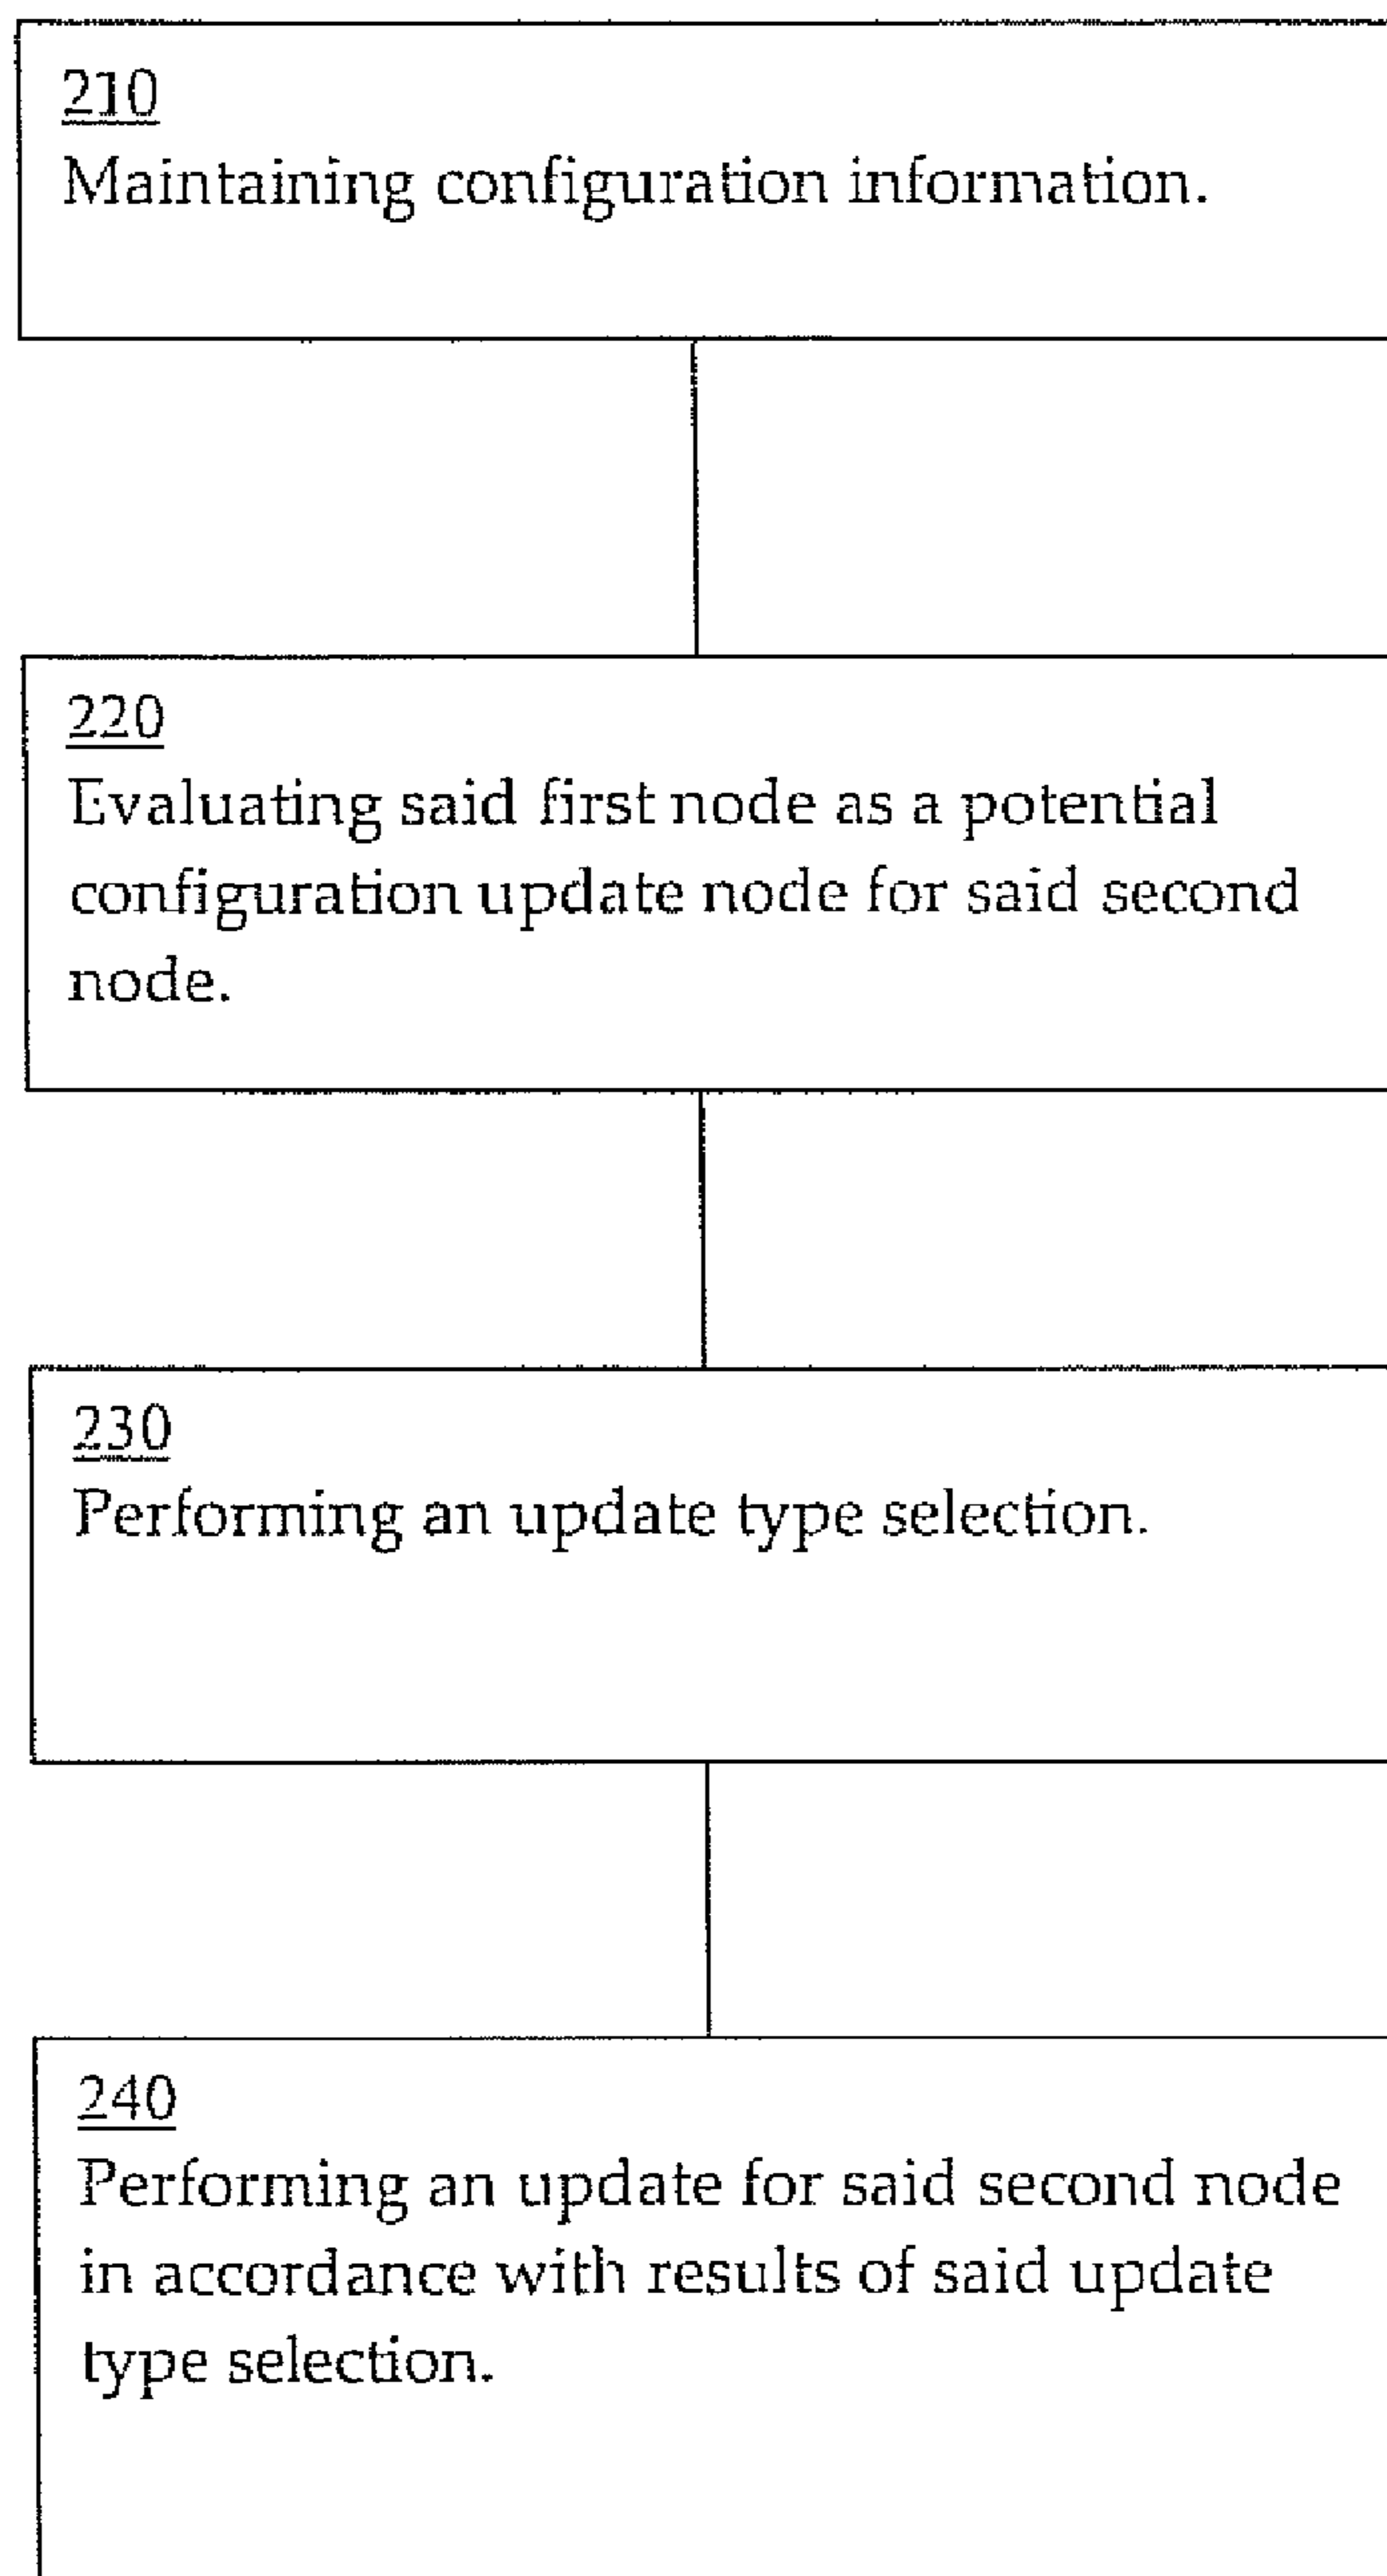 210
Maintaining configuration information.
220
Evaluating said first node as a potential
configuration update node for said second
node.
230
Performing an update type selection.
240
Performing an update for said second node
in accordance with results of said update
type selection.